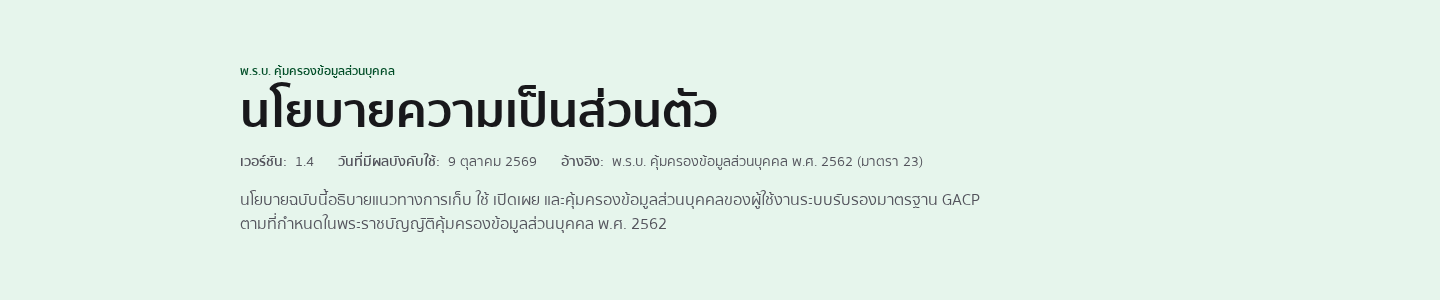 พ.ร.บ. คุ้มครองข้อมูลส่วนบุคคล
นโยบายความเป็นส่วนตัว
เวอร์ชัน: 1.4 วันที่มีผลบังคับใช้: 9 ตุลาคม 2569 อ้างอิง: พ.ร.บ. คุ้มครองข้อมูลส่วนบุคคล พ.ศ. 2562 (มาตรา 23)
นโยบายฉบับนี้อธิบายแนวทางการเก็บ ใช้ เปิดเผย และคุ้มครองข้อมูลส่วนบุคคลของผู้ใช้งานระบบรับรองมาตรฐาน GACP
ตามที่กำหนดในพระราชบัญญัติคุ้มครองข้อมูลส่วนบุคคล พ.ศ. 2562